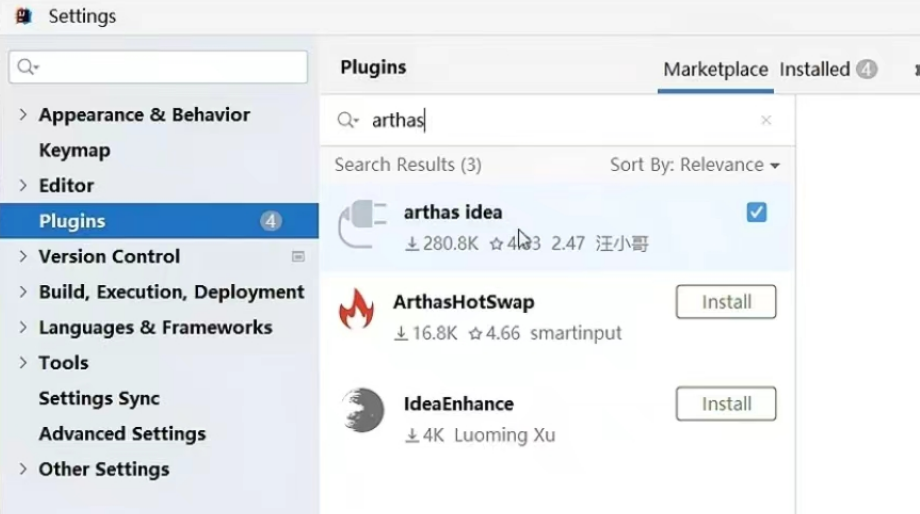 Settings
Appearance & Behavior
Keymap
Editor
Plugins 4
Version Control
Build, Execution, Deployment
Languages & Frameworks
Tools
Settings Sync
Advanced Settings
Other Settings
Plugins Marketplace Installed 4
arthas
Search Results (3) Sort By: Relevance
arthas idea
280.8K 2.47 汪小哥
ArthasHotSwap Install
16.8K 4.66 smartinput
IdeaEnhance Install
4K Luoming Xu